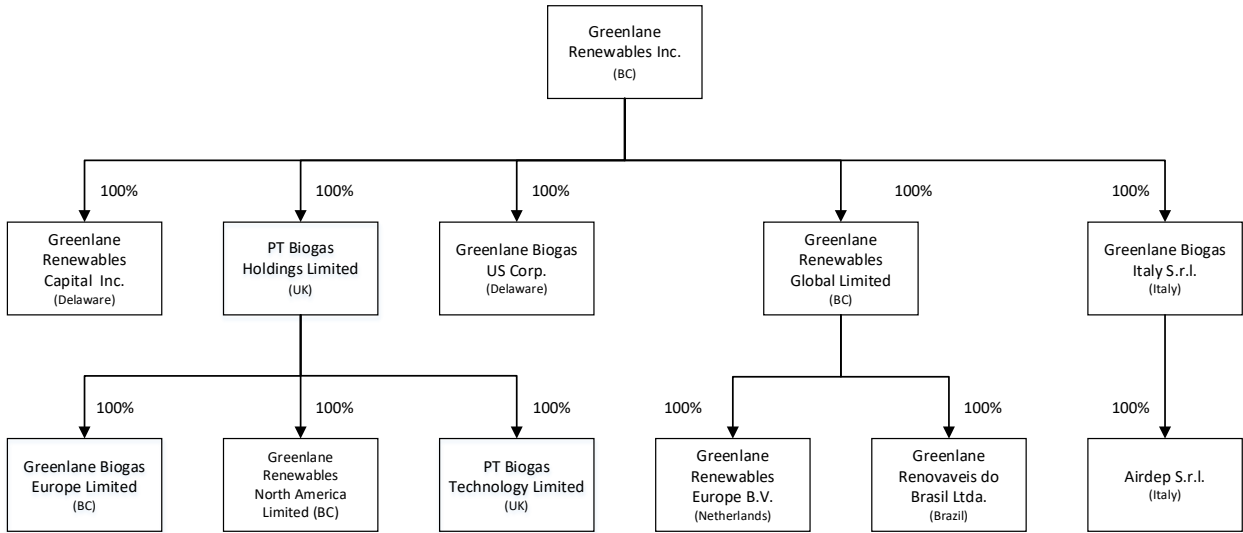 Greenlane
Renewables Inc.
(BC)
100%
100%
100%
100%
100%
Greenlane
Renewables
Capital Inc.
(Delaware)
PT Biogas
Holdings Limited
(UK)
Greenlane Biogas
US Corp.
(Delaware)
Greenlane
Renewables
Global Limited
(BC)
Greenlane Biogas
Italy S.r.l.
(Italy)
100%
100%
100%
100%
100%
100%
Greenlane Biogas
Europe Limited
(BC)
Greenlane
Renewables
North America
Limited (BC)
PT Biogas
Technology Limited
(UK)
Greenlane
Renewables
Europe B.V.
(Netherlands)
Greenlane
Renovaveis do
Brasil Ltda.
(Brazil)
Airdep S.r.l.
(Italy)